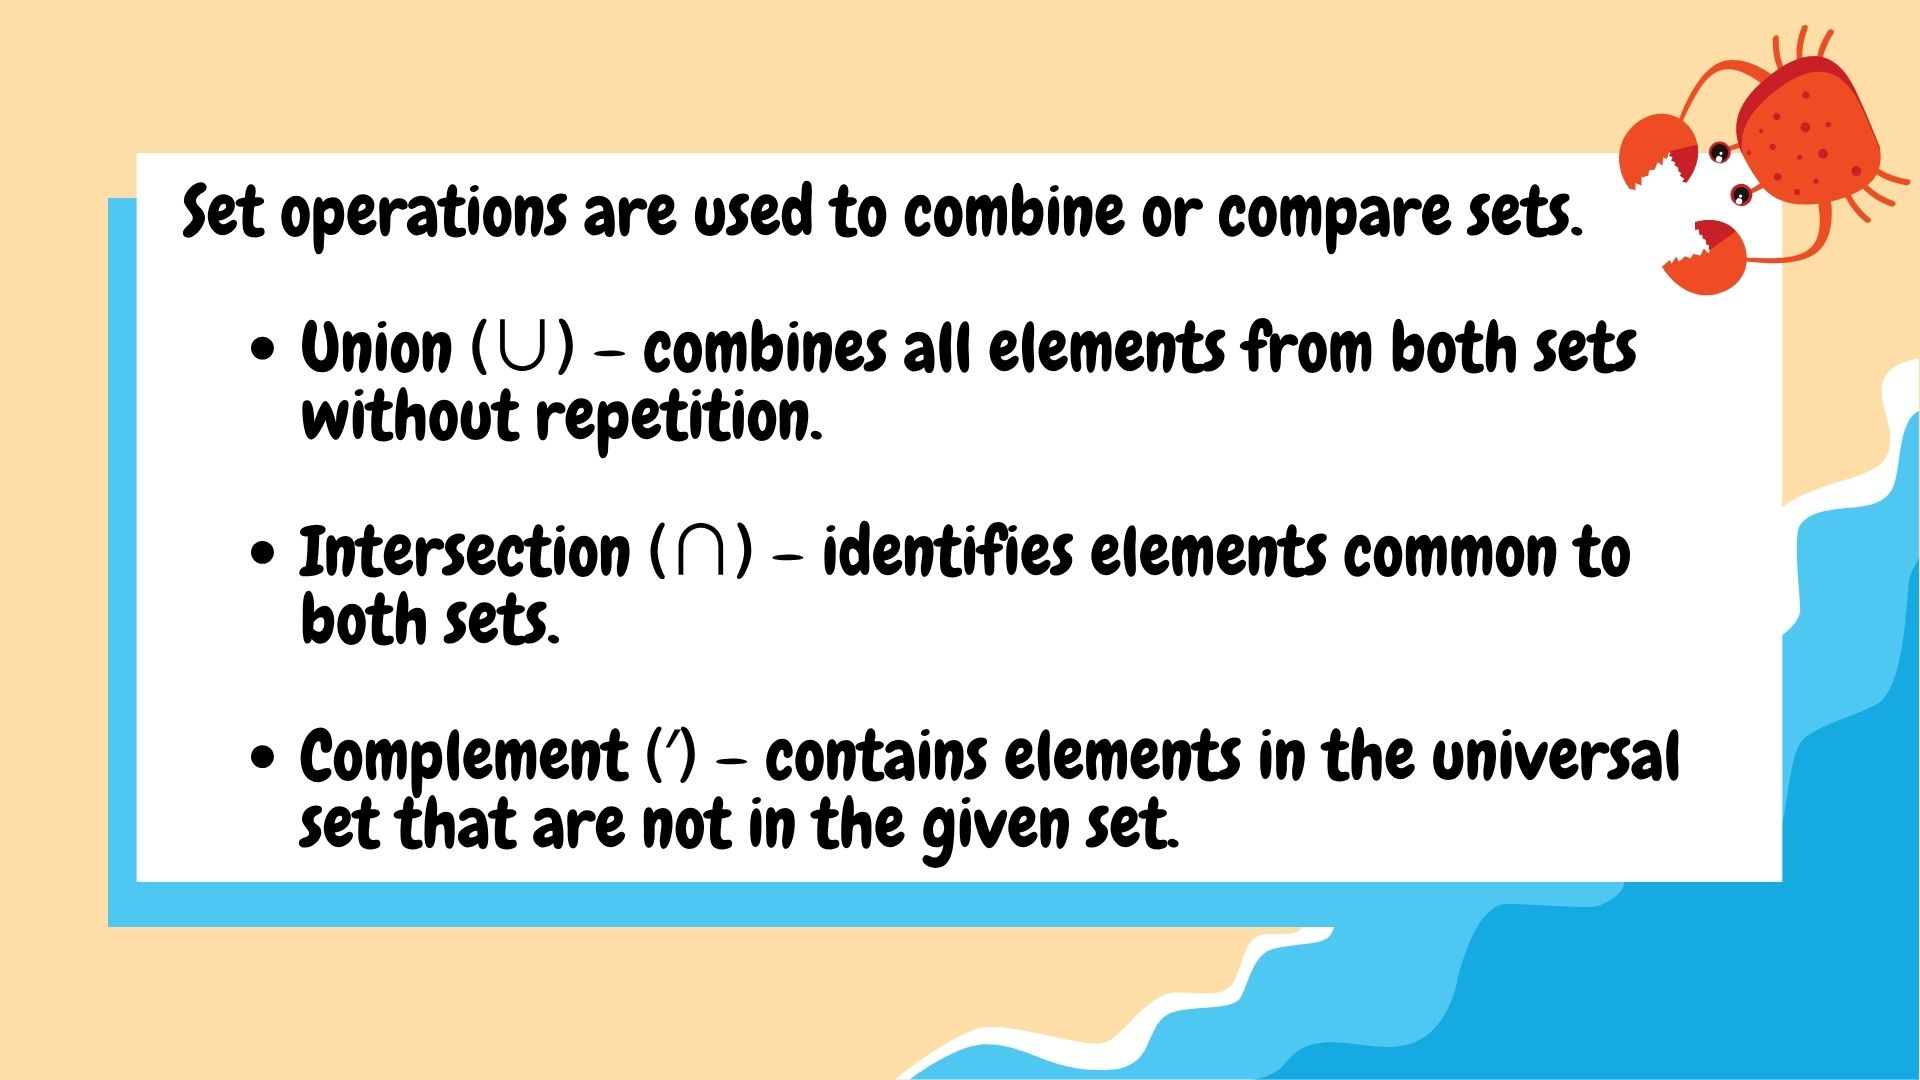 Set operations are used to combine or compare sets.
• Union (∪) – combines all elements from both sets
without repetition.
• Intersection (∩) – identifies elements common to
both sets.
• Complement (′) – contains elements in the universal
set that are not in the given set.